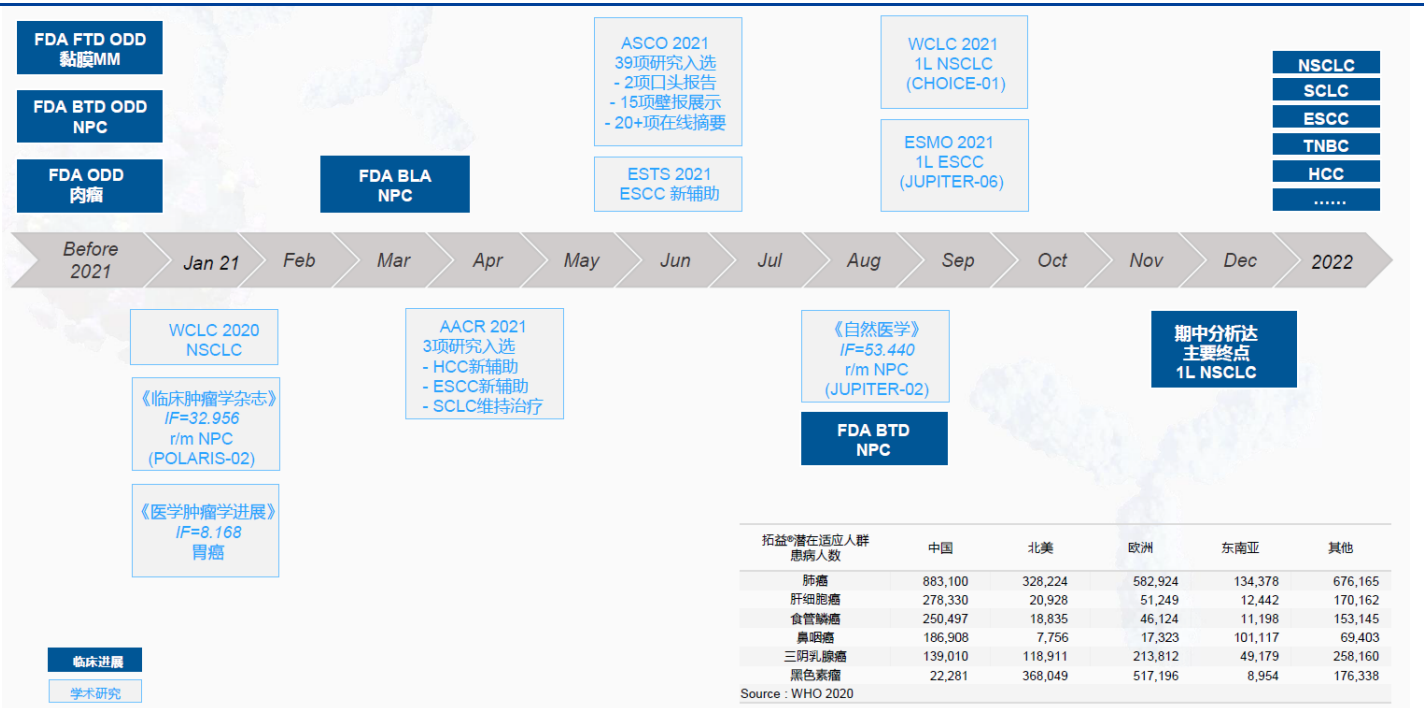 FDA FTD ODD
黏膜MM
FDA BTD ODD
NPC
FDA ODD
肉瘤
FDA BLA
NPC
ASCO 2021
39项研究入选
- 2项口头报告
- 15项壁报展示
- 20+项在线摘要
ESTS 2021
ESCC 新辅助
WCLC 2021
1L NSCLC
(CHOICE-01)
ESMO 2021
1L ESCC
(JUPITER-06)
NSCLC
SCLC
ESCC
TNBC
HCC
......
Before 2021 Jan 21 Feb Mar Apr May Jun Jul Aug Sep Oct Nov Dec 2022
WCLC 2020
NSCLC
《临床肿瘤学杂志》
IF=32.956
r/m NPC
(POLARIS-02)
《医学肿瘤学进展》
IF=8.168
胃癌
AACR 2021
3项研究入选
- HCC新辅助
- ESCC新辅助
- SCLC维持治疗
《自然医学》
IF=53.440
r/m NPC
(JUPITER-02)
FDA BTD
NPC
期中分析达
主要终点
1L NSCLC
拓益®潜在适应人群
患病人数 中国 北美 欧洲 东南亚 其他
肺癌 883,100 328,224 582,924 134,378 676,165
肝细胞癌 278,330 20,928 51,249 12,442 170,162
食管鳞癌 250,497 18,835 46,124 11,198 153,145
鼻咽癌 186,908 7,756 17,323 101,117 69,403
三阴乳腺癌 139,010 118,911 213,812 49,179 258,160
黑色素瘤 22,281 368,049 517,196 8,954 176,338
Source : WHO 2020
临床进展
学术研究